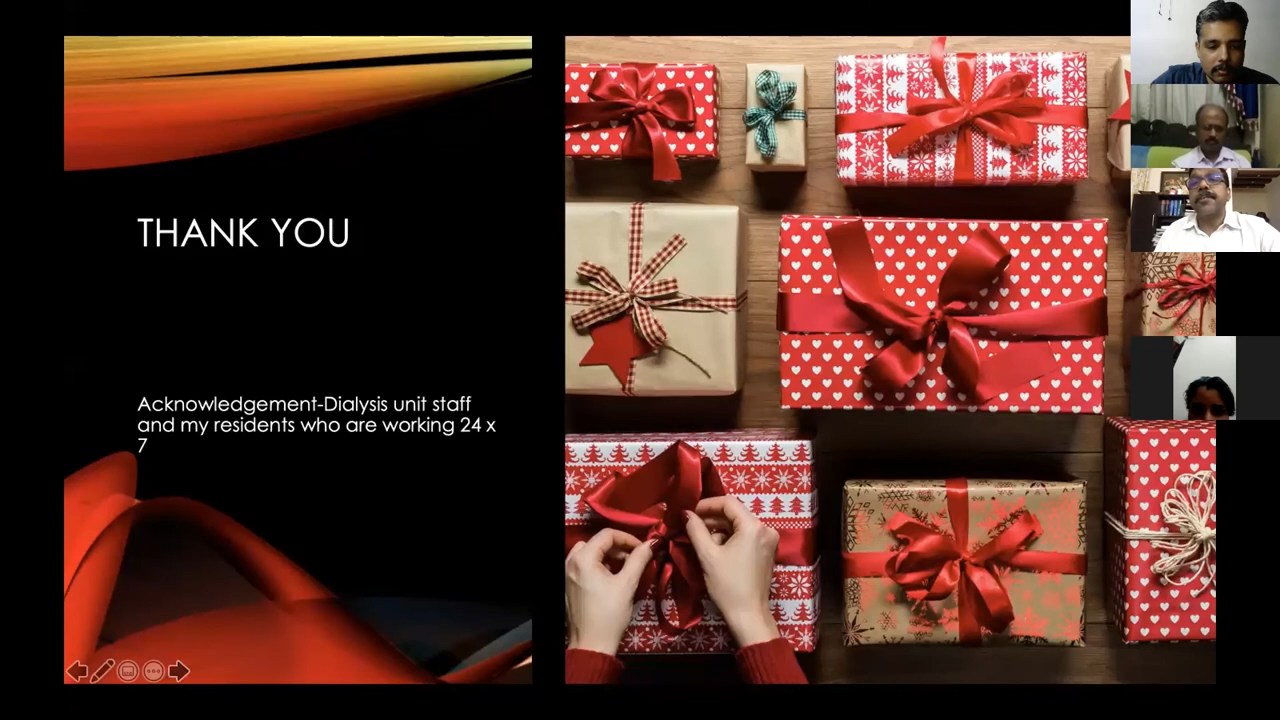 THANK YOU
Acknowledgement-Dialysis unit staff
and my residents who are working 24 x
7